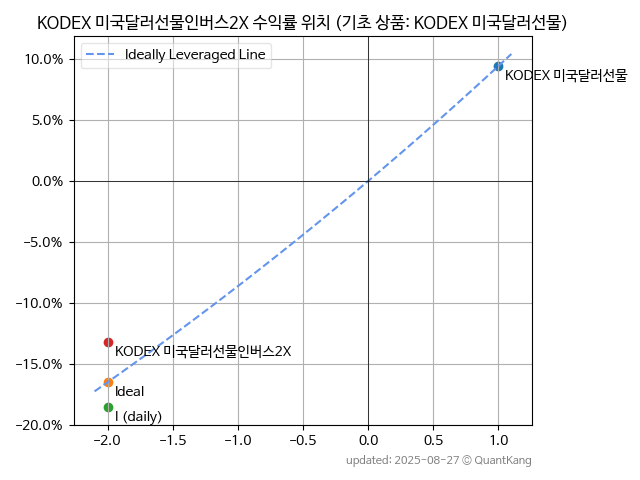 KODEX 미국달러선물인버스2X 수익률 위치 (기초 상품: KODEX 미국달러선물)
Ideally Leveraged Line
10.0%
5.0%
0.0%
-5.0%
-10.0%
-15.0%
-20.0%
KODEX 미국달러선물
KODEX 미국달러선물인버스2X
Ideal
I (daily)
-2.0 -1.5 -1.0 -0.5 0.0 0.5 1.0
updated: 2025-08-27 © QuantKang